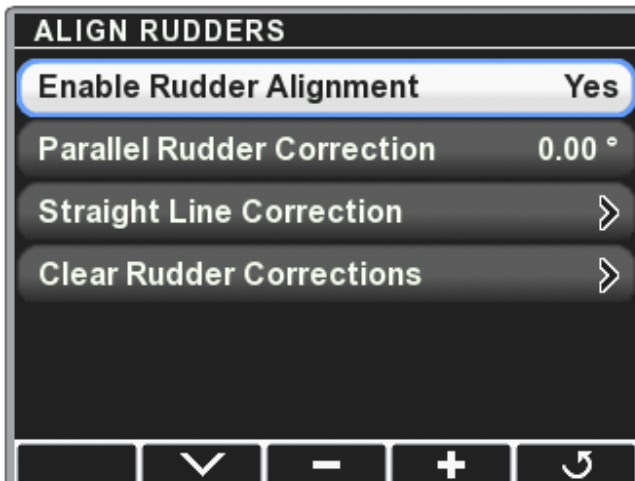 ALIGN RUDDERS
Enable Rudder Alignment Yes
Parallel Rudder Correction 0.00 °
Straight Line Correction
Clear Rudder Corrections